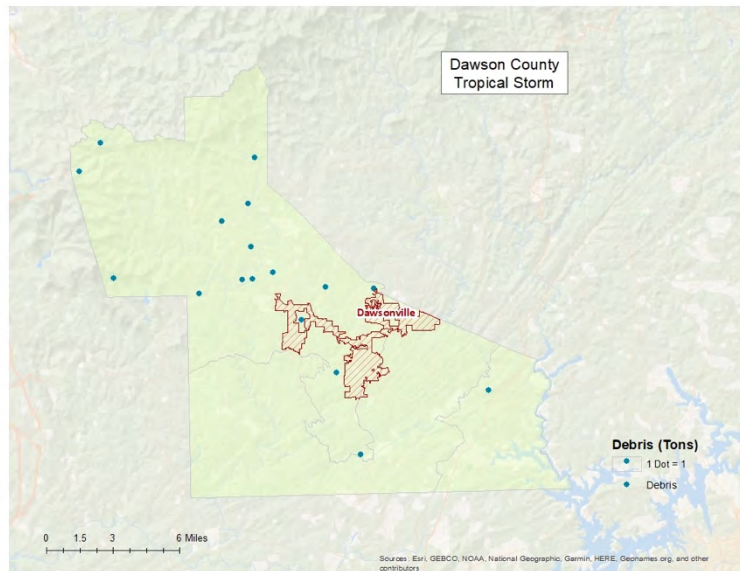 Dawson County
Tropical Storm
Dawsonville
Debris (Tons)
1 Dot = 1
Debris
0 1.5 3 6 Miles
Sources: Esri, GEBCO, NOAA, National Geographic, Garmin, HERE, Geonames.org, and other
contributors